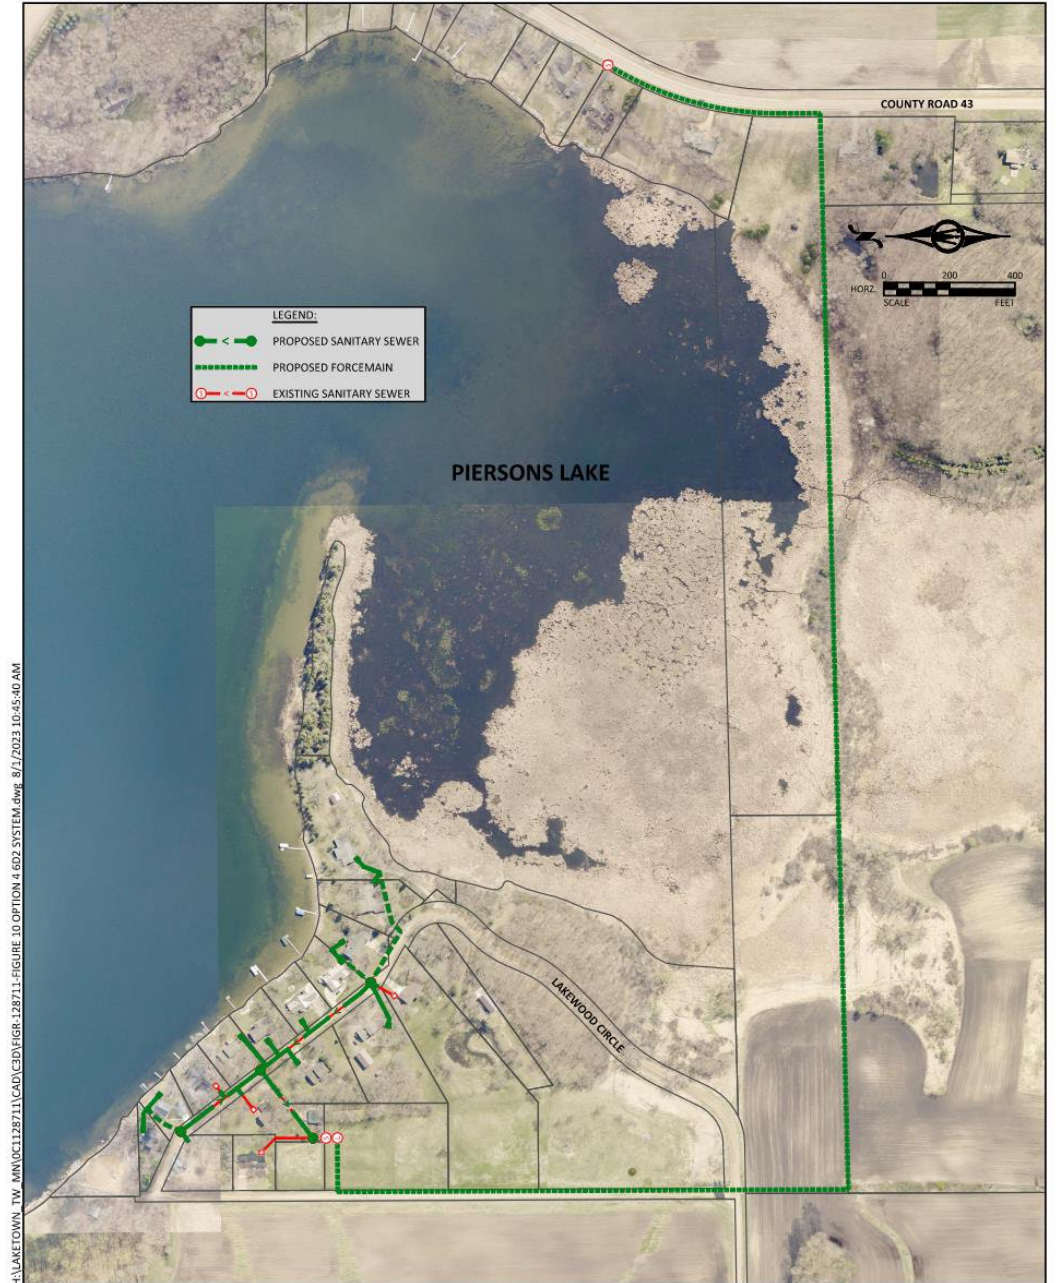 COUNTY ROAD 43
0 200 400
HORZ.
SCALE FEET
LEGEND:
PROPOSED SANITARY SEWER
PROPOSED FORCEMAIN
EXISTING SANITARY SEWER
PIERSONS LAKE
LAKEWOOD CIRCLE
H:\LAKETOWN_TW_MN\0C1128711\CAD\C3D\FIGR-128711-FIGURE 10 OPTION 4 6D2 SYSTEM.dwg 8/1/2023 10:45:40 AM